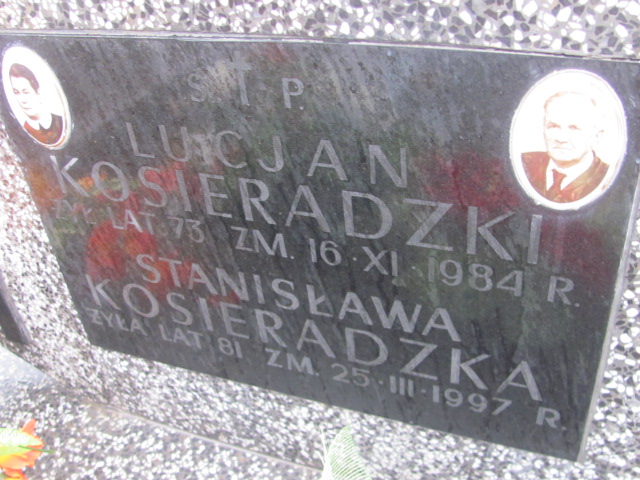 Ś.†P.
LUCJAN
KOSIERADZKI
ŻYŁ LAT 73 ZM. 16·XI 1984 R.
STANISŁAWA
KOSIERADZKA
ŻYŁA LAT 81 ZM. 25·III·1997 R.